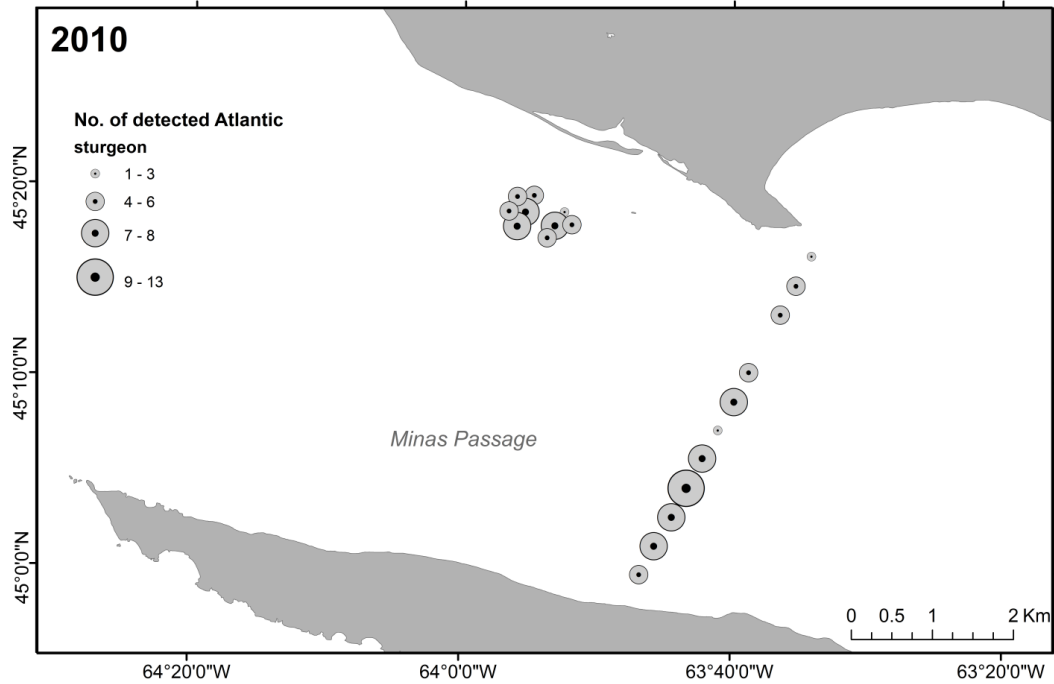 2010
No. of detected Atlantic
sturgeon
1 - 3
4 - 6
7 - 8
9 - 13
45°20'0"N
45°10'0"N
45°0'0"N
Minas Passage
0 0.5 1 2 Km
64°20'0"W 64°0'0"W 63°40'0"W 63°20'0"W